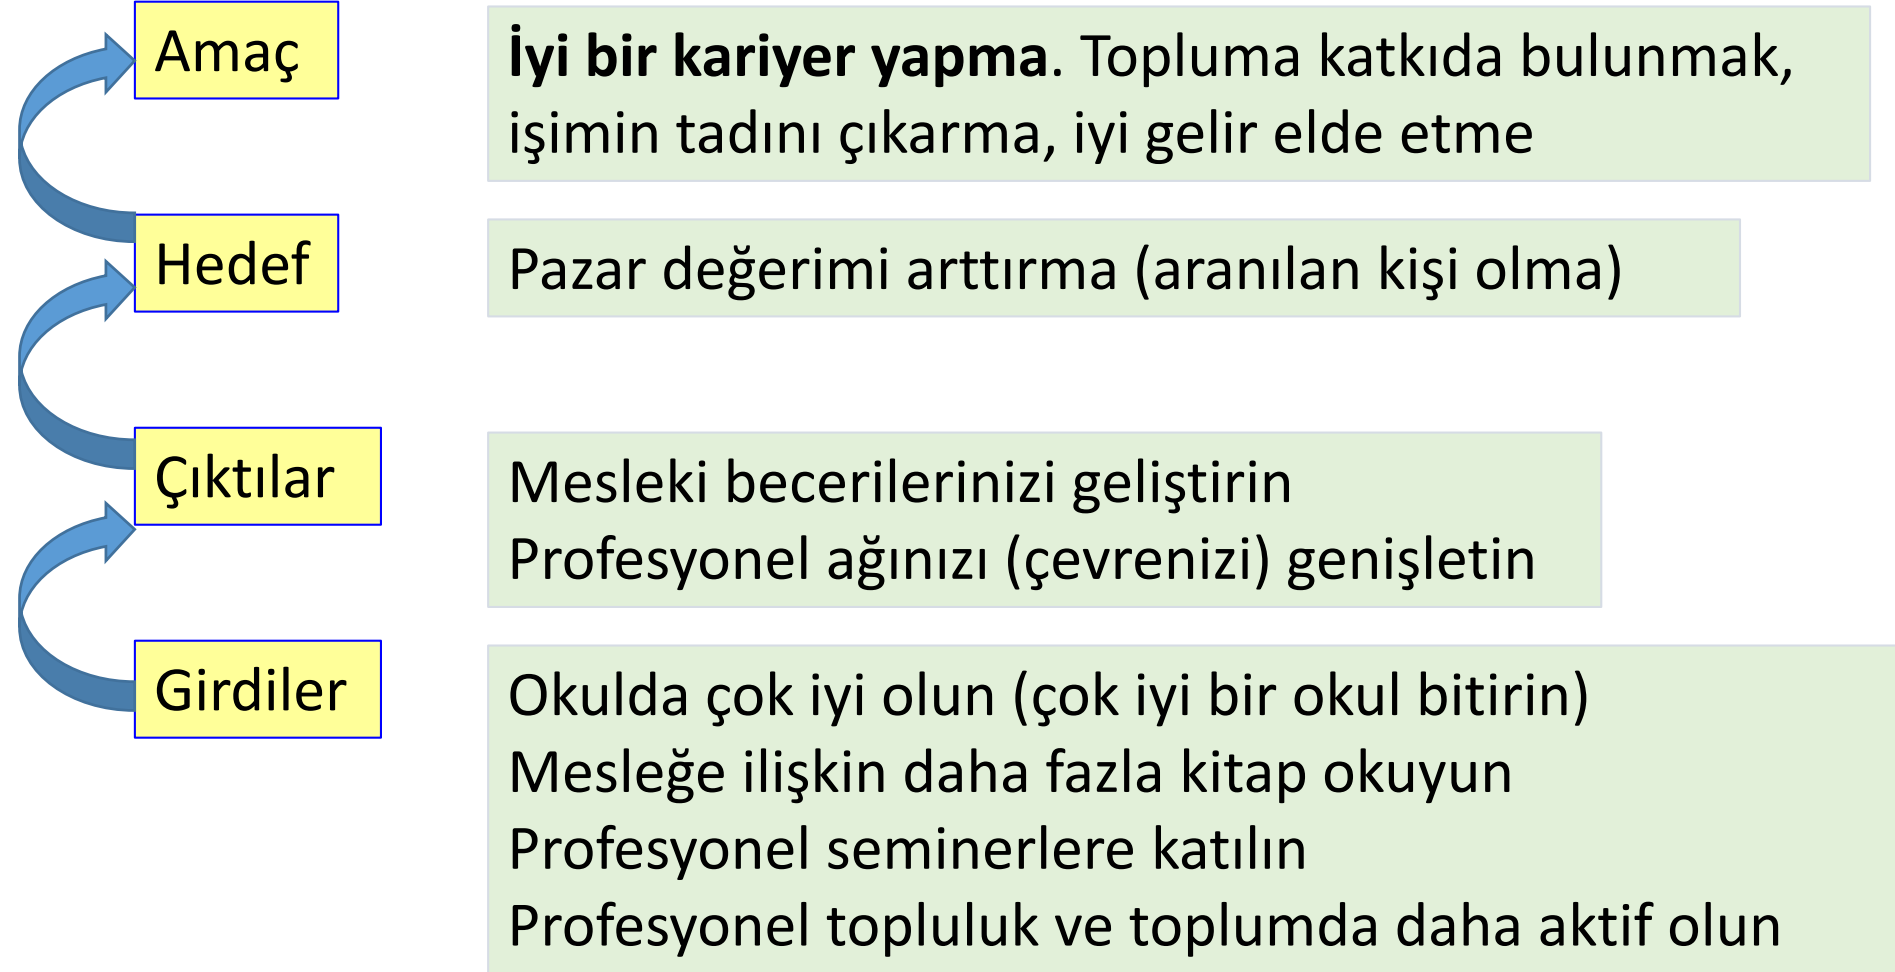 Amaç
İyi bir kariyer yapma. Topluma katkıda bulunmak,
işimin tadını çıkarma, iyi gelir elde etme
Hedef
Pazar değerimi arttırma (aranılan kişi olma)
Çıktılar
Mesleki becerilerinizi geliştirin
Profesyonel ağınızı (çevrenizi) genişletin
Girdiler
Okulda çok iyi olun (çok iyi bir okul bitirin)
Mesleğe ilişkin daha fazla kitap okuyun
Profesyonel seminerlere katılın
Profesyonel topluluk ve toplumda daha aktif olun